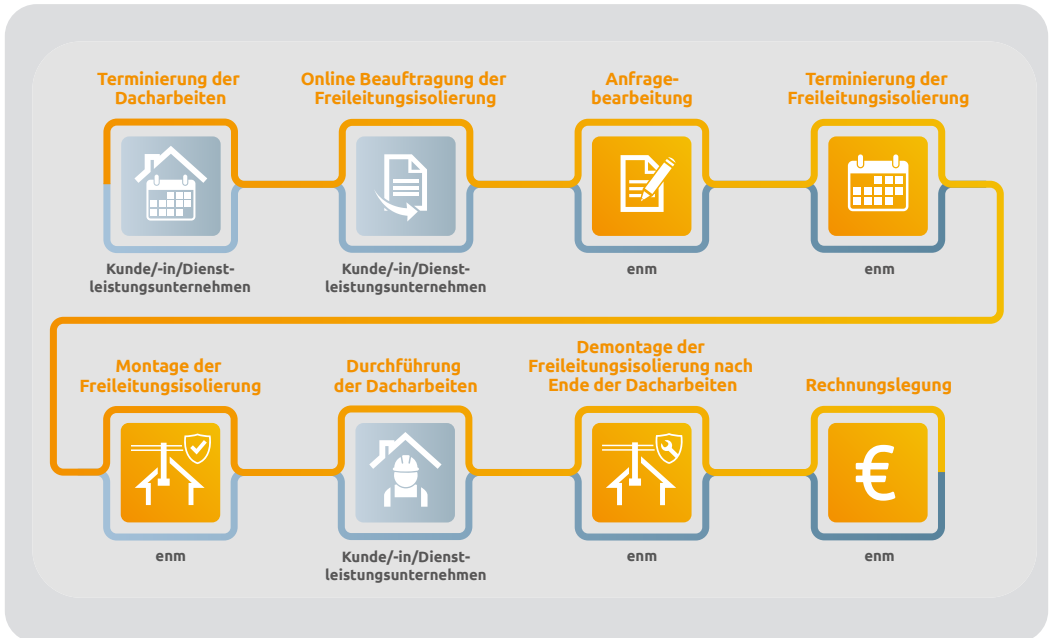 Terminierung der
Dacharbeiten
Kunde/-in/Dienst-
leistungsunternehmen
Online Beauftragung der
Freileitungsisolierung
Kunde/-in/Dienst-
leistungsunternehmen
Anfrage-
bearbeitung
enm
Terminierung der
Freileitungsisolierung
enm
Montage der
Freileitungsisolierung
enm
Durchführung
der Dacharbeiten
Kunde/-in/Dienst-
leistungsunternehmen
Demontage der
Freileitungsisolierung nach
Ende der Dacharbeiten
enm
Rechnungslegung
€
enm